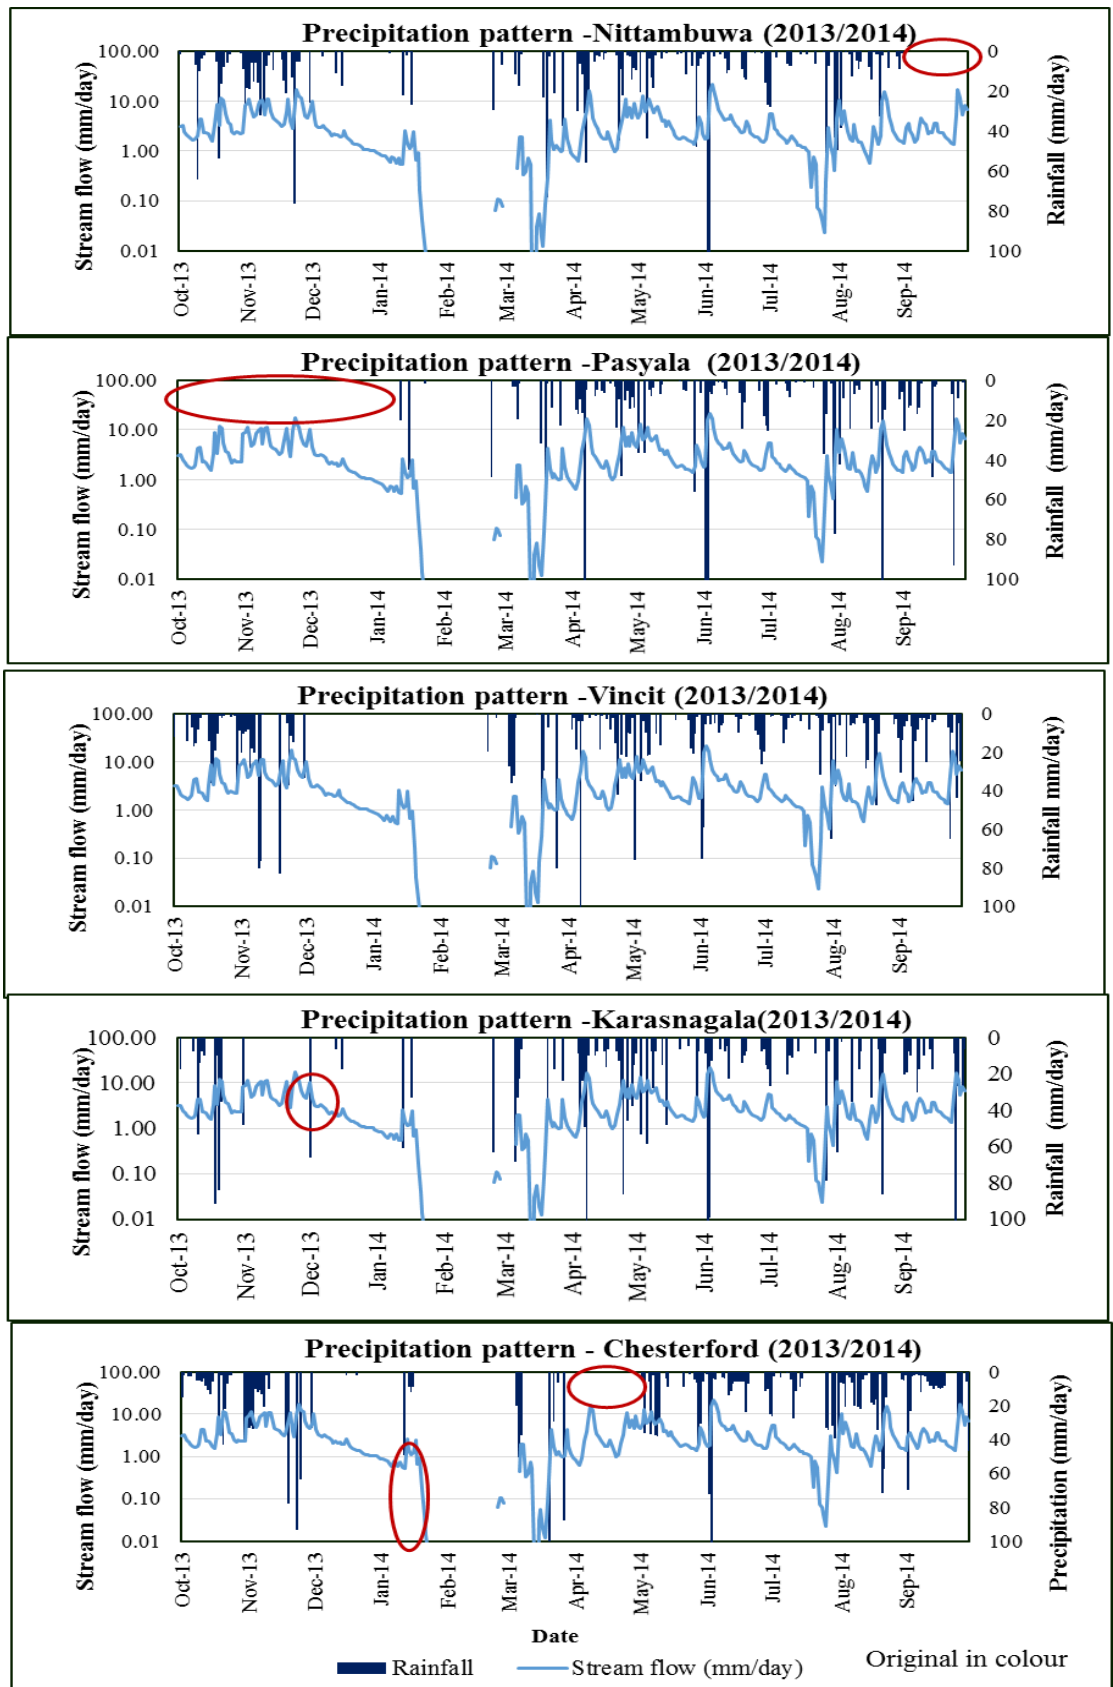 Precipitation pattern -Nittambuwa (2013/2014)
Stream flow (mm/day)
100.00
10.00
1.00
0.10
0.01
0
20
40
60
80
100
Rainfall (mm/day)
Oct-13
Nov-13
Dec-13
Jan-14
Feb-14
Mar-14
Apr-14
May-14
Jun-14
Jul-14
Aug-14
Sep-14
Precipitation pattern -Pasyala (2013/2014)
Stream flow (mm/day)
100.00
10.00
1.00
0.10
0.01
0
20
40
60
80
100
Rainfall (mm/day)
Oct-13
Nov-13
Dec-13
Jan-14
Feb-14
Mar-14
Apr-14
May-14
Jun-14
Jul-14
Aug-14
Sep-14
Precipitation pattern -Vincit (2013/2014)
Stream flow (mm/day)
100.00
10.00
1.00
0.10
0.01
0
20
40
60
80
100
Rainfall mm/day)
Oct-13
Nov-13
Dec-13
Jan-14
Feb-14
Mar-14
Apr-14
May-14
Jun-14
Jul-14
Aug-14
Sep-14
Precipitation pattern -Karasnagala(2013/2014)
Stream flow (mm/day)
100.00
10.00
1.00
0.10
0.01
0
20
40
60
80
100
Rainfall (mm/day)
Oct-13
Nov-13
Dec-13
Jan-14
Feb-14
Mar-14
Apr-14
May-14
Jun-14
Jul-14
Aug-14
Sep-14
Precipitation pattern - Chesterford (2013/2014)
Stream flow (mm/day)
100.00
10.00
1.00
0.10
0.01
0
20
40
60
80
100
Precipitation (mm/day)
Oct-13
Nov-13
Dec-13
Jan-14
Feb-14
Mar-14
Apr-14
May-14
Jun-14
Jul-14
Aug-14
Sep-14
Date
Rainfall
Stream flow (mm/day)
Original in colour